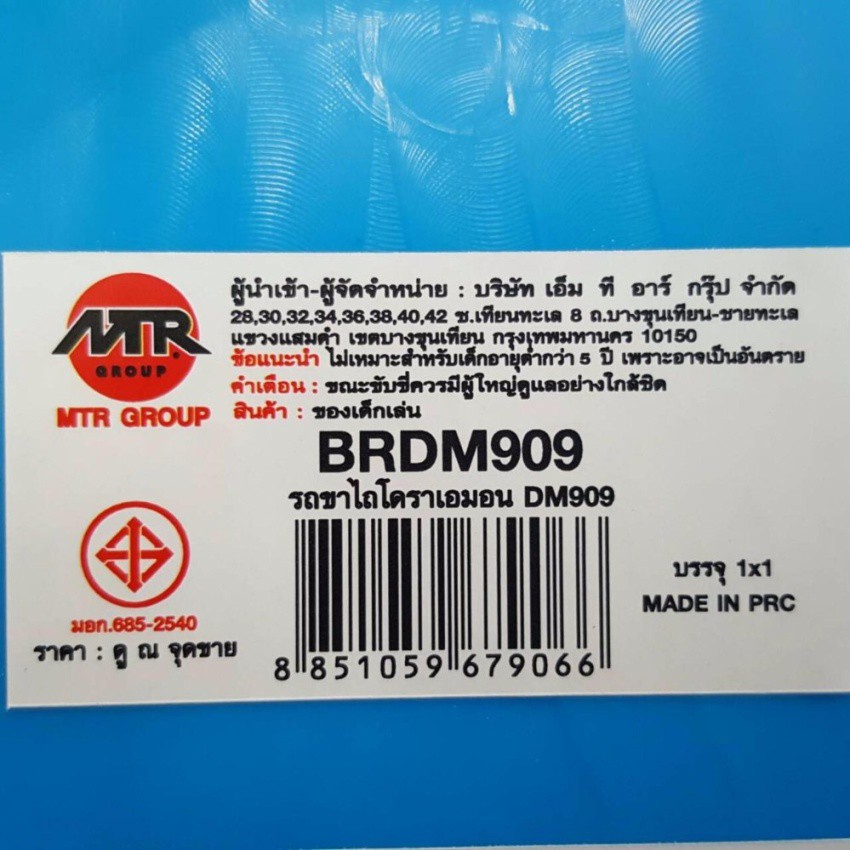 MTR
GROUP
MTR GROUP
ผู้นำเข้า-ผู้จัดจำหน่าย : บริษัท เอ็ม ที อาร์ กรุ๊ป จำกัด
28,30,32,34,36,38,40,42 ซ.เทียนทะเล 8 ถ.บางขุนเทียน-ชายทะเล
แขวงแสมดำ เขตบางขุนเทียน กรุงเทพมหานคร 10150
ข้อแนะนำ ไม่เหมาะสำหรับเด็กอายุต่ำกว่า 5 ปี เพราะอาจเป็นอันตราย
คำเตือน : ขณะขับขี่ควรมีผู้ใหญ่ดูแลอย่างใกล้ชิด
สินค้า : ของเด็กเล่น
BRDM909
รถขาไถโดราเอมอน DM909
มอก.685-2540
ราคา : ดู ณ จุดขาย
8 851059 679066
บรรจุ 1x1
MADE IN PRC